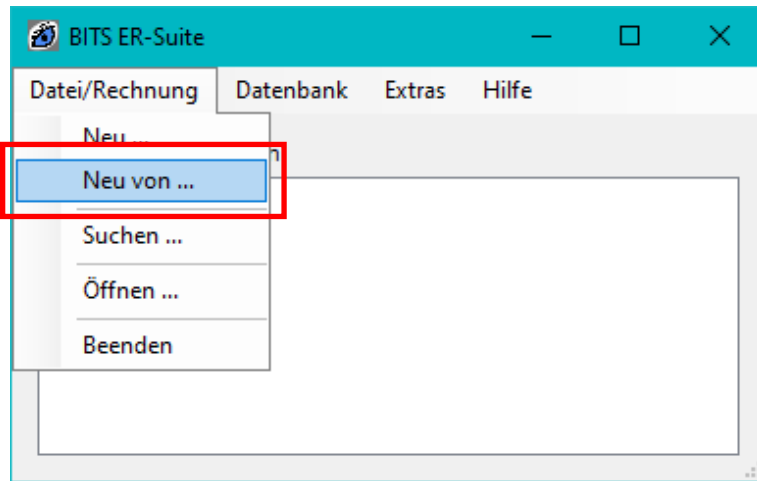 BITS ER-Suite
Datei/Rechnung Datenbank Extras Hilfe
Neu ...
Neu von ...
Suchen ...
Öffnen ...
Beenden